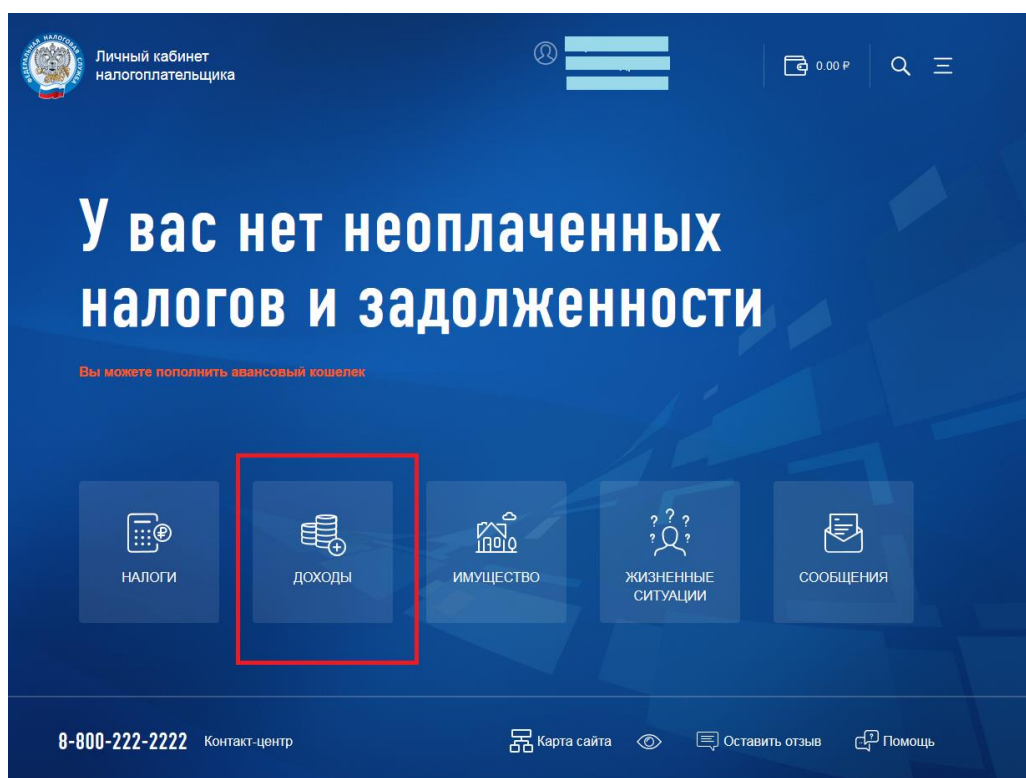 Личный кабинет
налогоплательщика
0.00 ₽
У вас нет неоплаченных
налогов и задолженности
Вы можете пополнить авансовый кошелек
НАЛОГИ
ДОХОДЫ
ИМУЩЕСТВО
ЖИЗНЕННЫЕ
СИТУАЦИИ
СООБЩЕНИЯ
8-800-222-2222 Контакт-центр Карта сайта Оставить отзыв Помощь